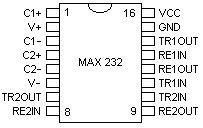 C1+ 1 16 VCC
V+ GND
C1− TR1OUT
C2+ MAX 232 RE1IN
C2− RE1OUT
V− TR1IN
TR2OUT TR2IN
RE2IN 8 9 RE2OUT